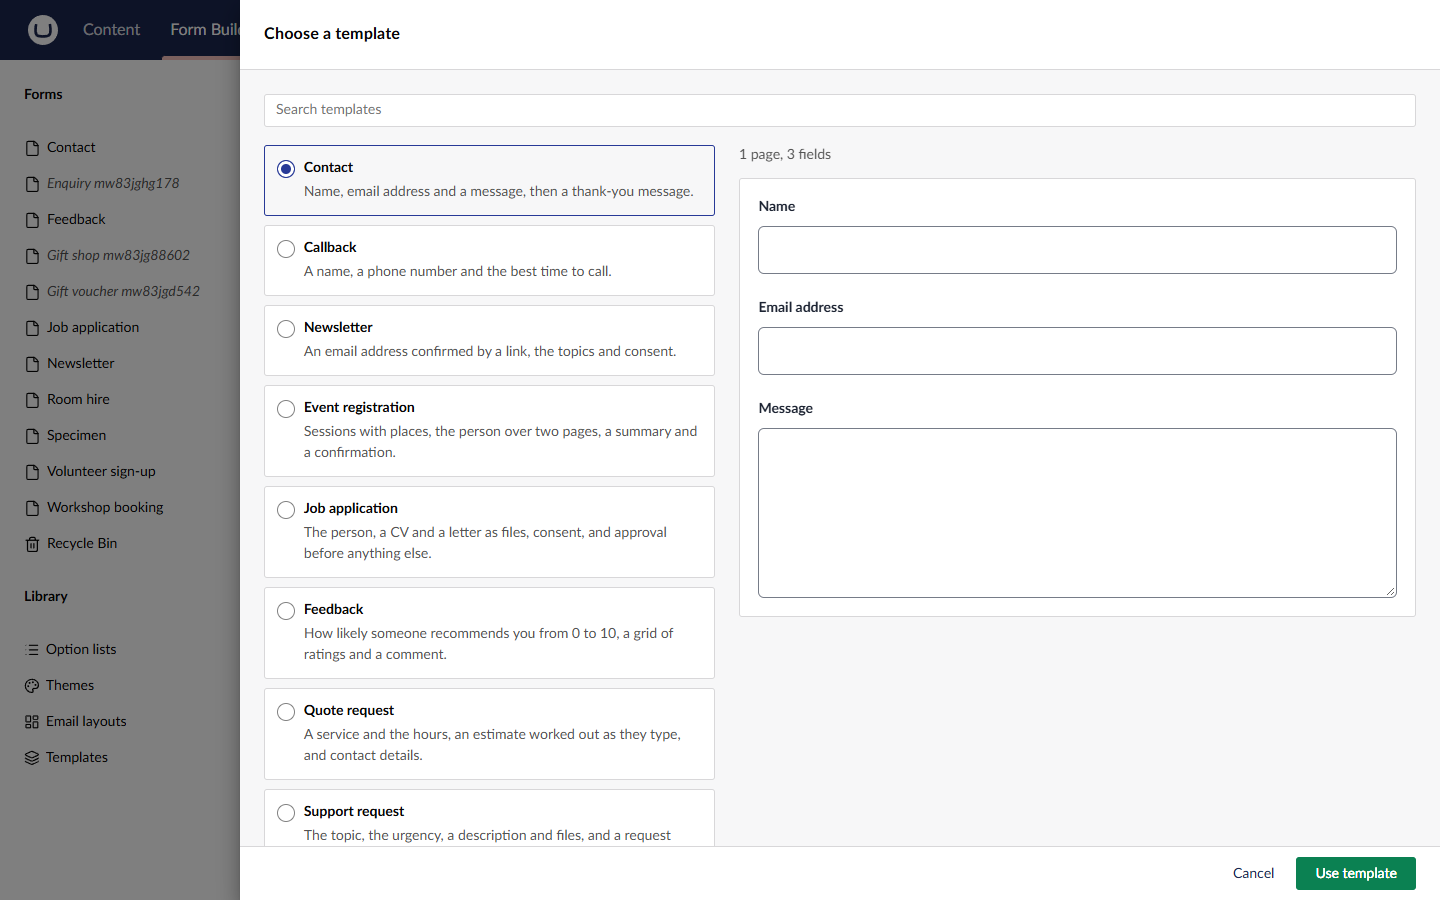 Content
Form Buil
Choose a template
Forms
Contact
Enquiry mw83jghg178
Feedback
Gift shop mw83jg88602
Gift voucher mw83jgd542
Job application
Newsletter
Room hire
Specimen
Volunteer sign-up
Workshop booking
Recycle Bin
Library
Option lists
Themes
Email layouts
Templates
Search templates
Contact
Name, email address and a message, then a thank-you message.
Callback
A name, a phone number and the best time to call.
Newsletter
An email address confirmed by a link, the topics and consent.
Event registration
Sessions with places, the person over two pages, a summary and
a confirmation.
Job application
The person, a CV and a letter as files, consent, and approval
before anything else.
Feedback
How likely someone recommends you from 0 to 10, a grid of
ratings and a comment.
Quote request
A service and the hours, an estimate worked out as they type,
and contact details.
Support request
The topic, the urgency, a description and files, and a request
1 page, 3 fields
Name
Email address
Message
Cancel
Use template